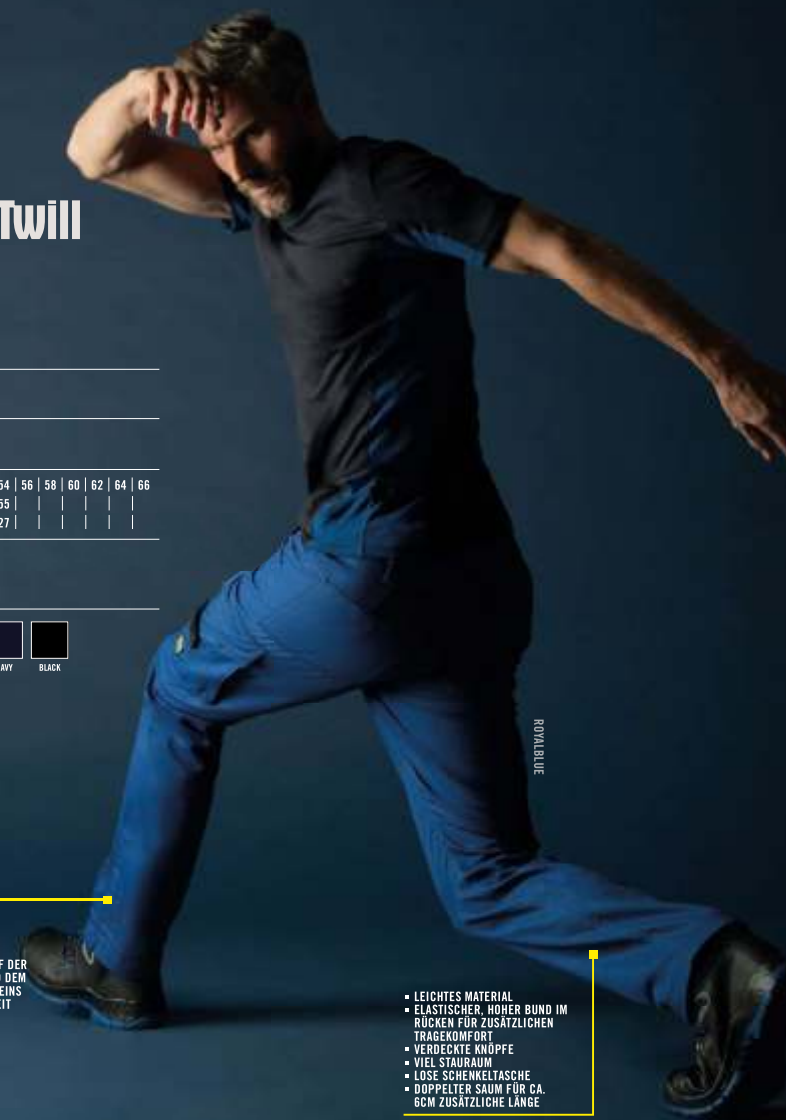 Twill
54 | 56 | 58 | 60 | 62 | 64 | 66
55 | | | | | |
27 | | | | | |
AVY
BLACK
ROYALBLUE
F DER
D DEM
EINS
EIT
▪ LEICHTES MATERIAL
▪ ELASTISCHER, HOHER BUND IM
RÜCKEN FÜR ZUSÄTZLICHEN
TRAGEKOMFORT
▪ VERDECKTE KNÖPFE
▪ VIEL STAURAUM
▪ LOSE SCHENKELTASCHE
▪ DOPPELTER SAUM FÜR CA.
6CM ZUSÄTZLICHE LÄNGE